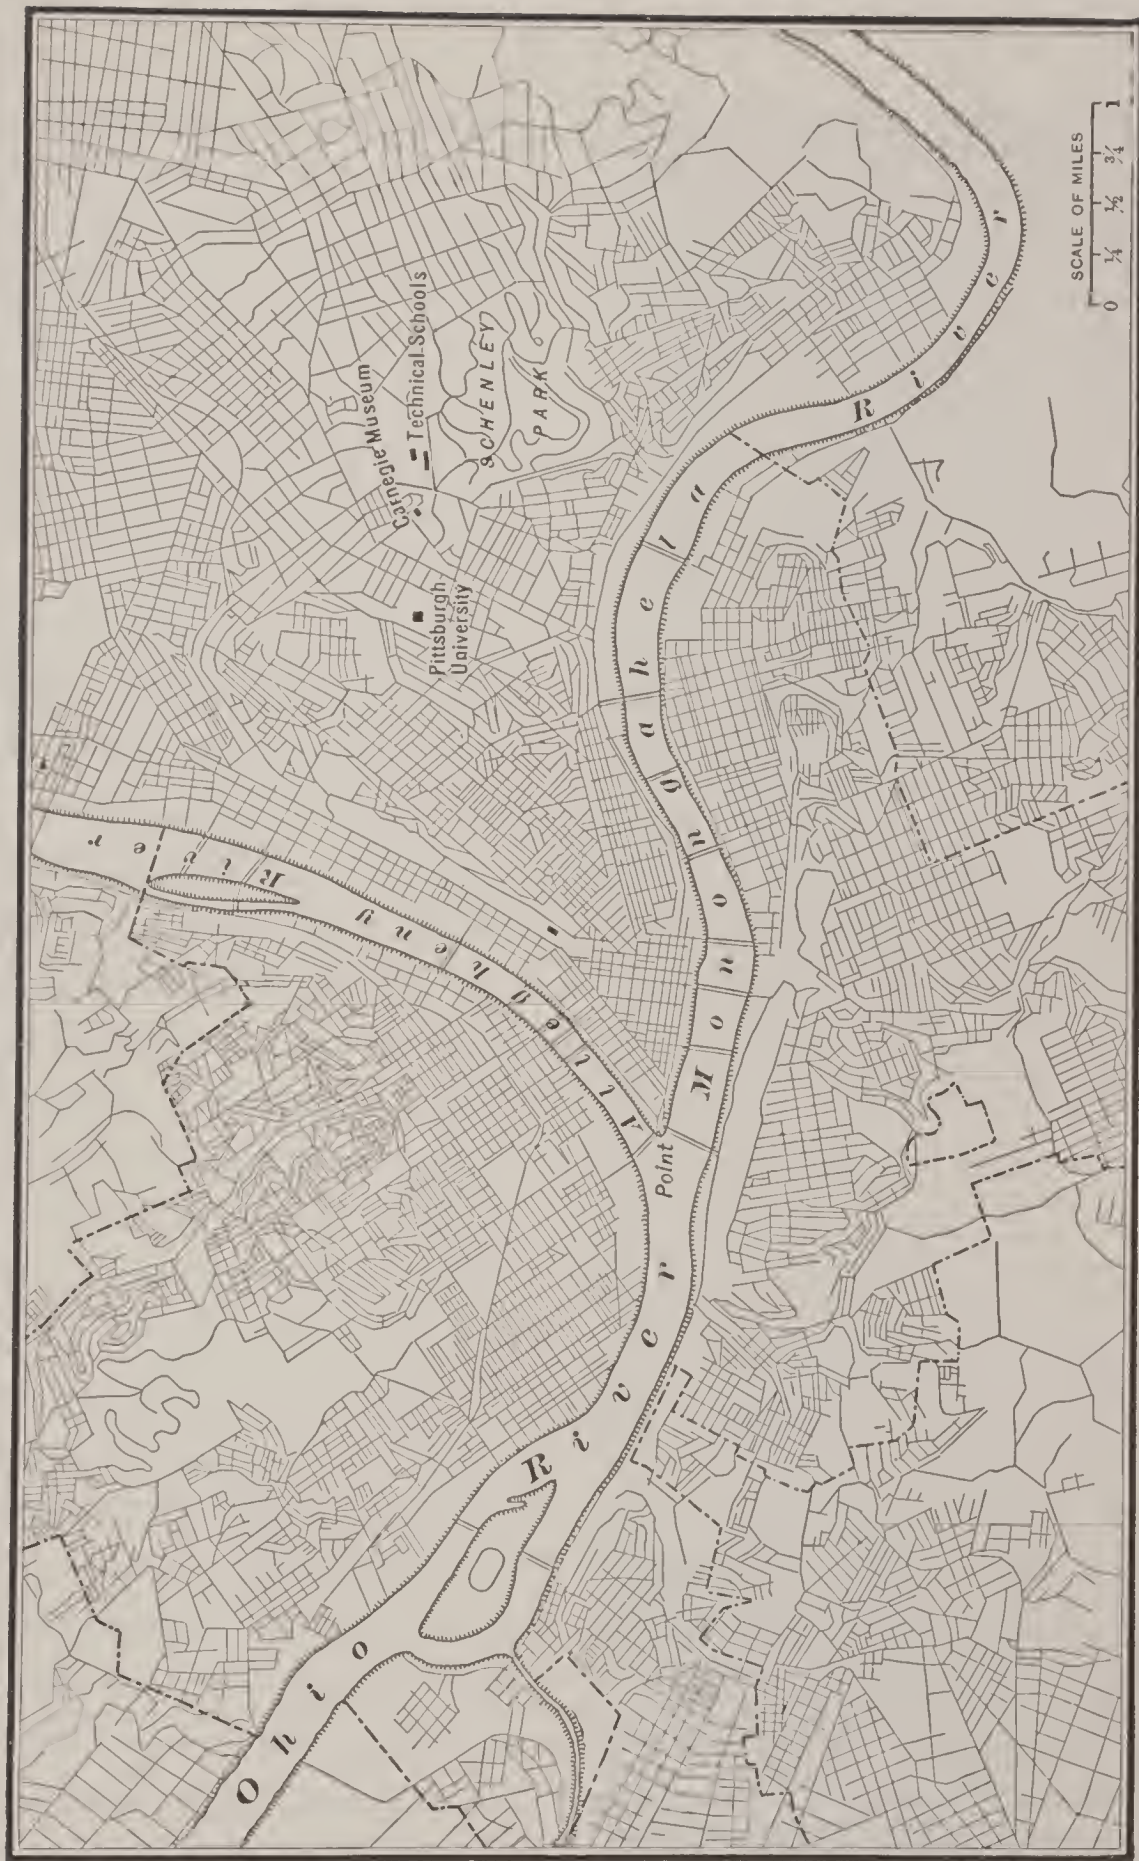 Ohio River
Allegheny River
Monongahela River
Point
Pittsburgh
University
Carnegie Museum
Technical Schools
SCHENLEY
PARK
SCALE OF MILES
0 ¼ ½ ¾ 1